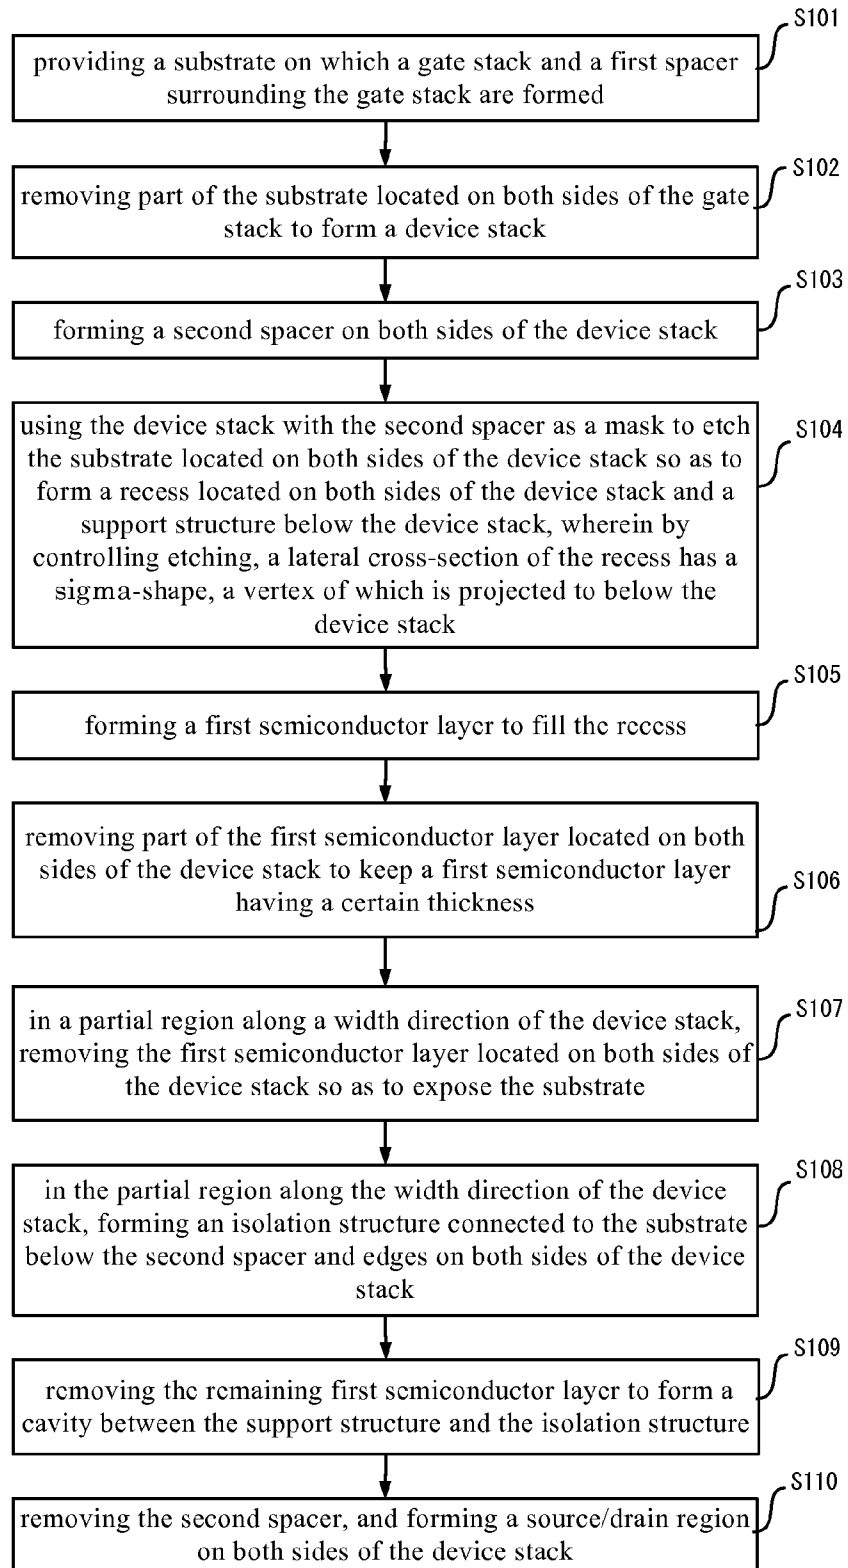 S101
providing a substrate on which a gate stack and a first spacer
surrounding the gate stack are formed
S102
removing part of the substrate located on both sides of the gate
stack to form a device stack
S103
forming a second spacer on both sides of the device stack
S104
using the device stack with the second spacer as a mask to etch
the substrate located on both sides of the device stack so as to
form a recess located on both sides of the device stack and a
support structure below the device stack, wherein by
controlling etching, a lateral cross-section of the recess has a
sigma-shape, a vertex of which is projected to below the
device stack
S105
forming a first semiconductor layer to fill the recess
S106
removing part of the first semiconductor layer located on both
sides of the device stack to keep a first semiconductor layer
having a certain thickness
S107
in a partial region along a width direction of the device stack,
removing the first semiconductor layer located on both sides of
the device stack so as to expose the substrate
S108
in the partial region along the width direction of the device
stack, forming an isolation structure connected to the substrate
below the second spacer and edges on both sides of the device
stack
S109
removing the remaining first semiconductor layer to form a
cavity between the support structure and the isolation structure
S110
removing the second spacer, and forming a source/drain region
on both sides of the device stack